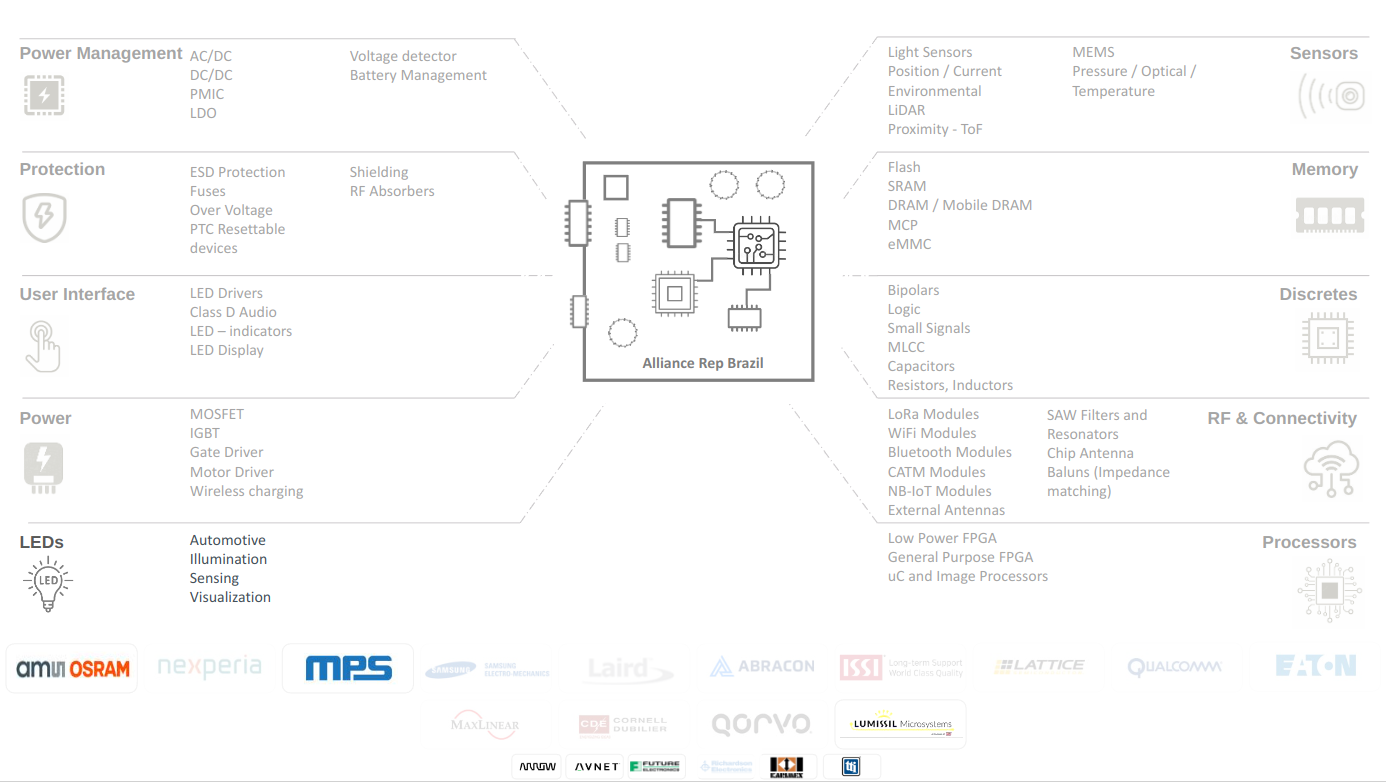 Power Management
AC/DC
DC/DC
PMIC
LDO
Voltage detector
Battery Management
Protection
ESD Protection
Fuses
Over Voltage
PTC Resettable
devices
Shielding
RF Absorbers
User Interface
LED Drivers
Class D Audio
LED – indicators
LED Display
Power
MOSFET
IGBT
Gate Driver
Motor Driver
Wireless charging
LEDs
LED
Automotive
Illumination
Sensing
Visualization
Alliance Rep Brazil
Light Sensors
Position / Current
Environmental
LiDAR
Proximity - ToF
MEMS
Pressure / Optical /
Temperature
Sensors
Flash
SRAM
DRAM / Mobile DRAM
MCP
eMMC
Memory
Bipolars
Logic
Small Signals
MLCC
Capacitors
Resistors, Inductors
Discretes
LoRa Modules
WiFi Modules
Bluetooth Modules
CATM Modules
NB-IoT Modules
External Antennas
SAW Filters and
Resonators
Chip Antenna
Baluns (Impedance
matching)
RF & Connectivity
Low Power FPGA
General Purpose FPGA
uC and Image Processors
Processors
amu OSRAM
nexperia
mPS
SAMSUNG
SAMSUNG
ELECTRO-MECHANICS
Laird
ABRACON
ISSI
Long-term Support
World Class Quality
LATTICE
QUALCOMM
EATON
MAXLINEAR
CDE
CORNELL
DUBILIER
QORVO
LUMISSIL Microsystems
ARROW
AVNET
FUTURE
ELECTRONICS
Richardson
Electronics
KARIMEX
tti